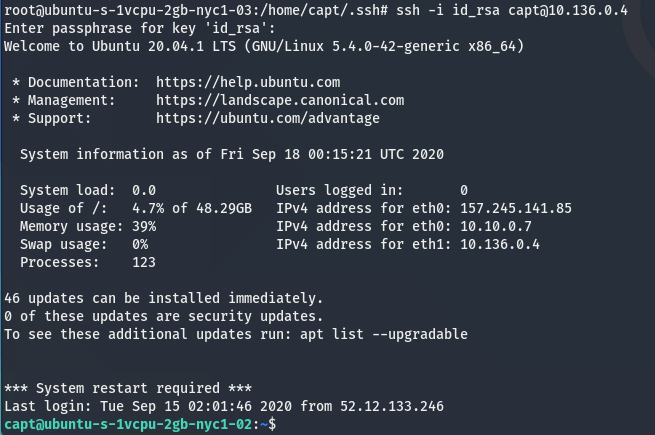 root@ubuntu-s-1vcpu-2gb-nyc1-03:/home/capt/.ssh# ssh -i id_rsa capt@10.136.0.4
Enter passphrase for key 'id_rsa':
Welcome to Ubuntu 20.04.1 LTS (GNU/Linux 5.4.0-42-generic x86_64)

 * Documentation:  https://help.ubuntu.com
 * Management:     https://landscape.canonical.com
 * Support:        https://ubuntu.com/advantage

  System information as of Fri Sep 18 00:15:21 UTC 2020

  System load:  0.0               Users logged in:       0
  Usage of /:   4.7% of 48.29GB   IPv4 address for eth0: 157.245.141.85
  Memory usage: 39%               IPv4 address for eth0: 10.10.0.7
  Swap usage:   0%                IPv4 address for eth1: 10.136.0.4
  Processes:    123

46 updates can be installed immediately.
0 of these updates are security updates.
To see these additional updates run: apt list --upgradable

*** System restart required ***
Last login: Tue Sep 15 02:01:46 2020 from 52.12.133.246
capt@ubuntu-s-1vcpu-2gb-nyc1-02:~$